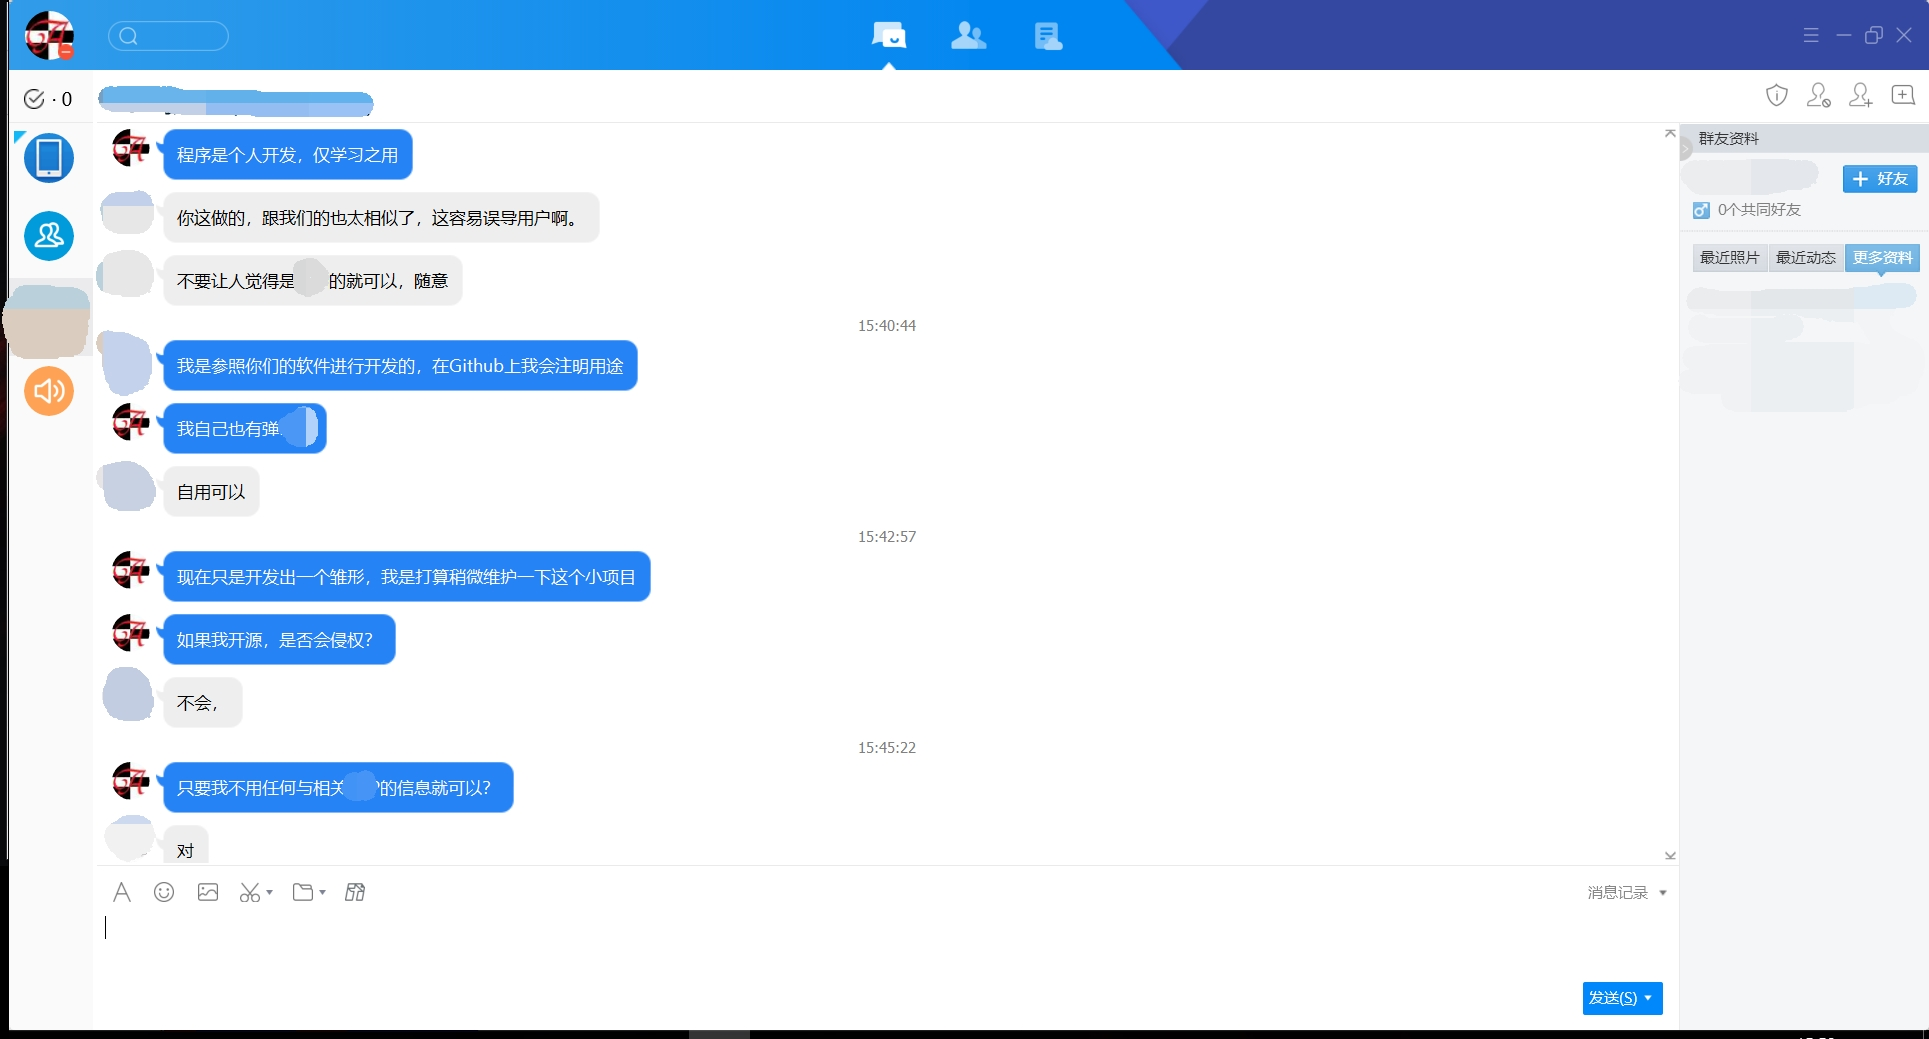 · 0
程序是个人开发，仅学习之用
你这做的，跟我们的也太相似了，这容易误导用户啊。
不要让人觉得是 的就可以，随意
15:40:44
我是参照你们的软件进行开发的，在Github上我会注明用途
我自己也有弹
自用可以
15:42:57
现在只是开发出一个雏形，我是打算稍微维护一下这个小项目
如果我开源，是否会侵权？
不会，
15:45:22
只要我不用任何与相关 的信息就可以？
对
消息记录
发送(S)
群友资料
好友
0个共同好友
最近照片 最近动态 更多资料